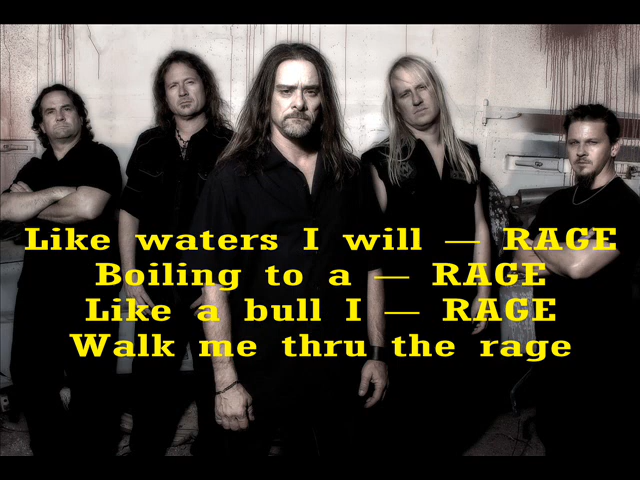 Like waters I will — RAGE
Boiling to a — RAGE
Like a bull I — RAGE
Walk me thru the rage